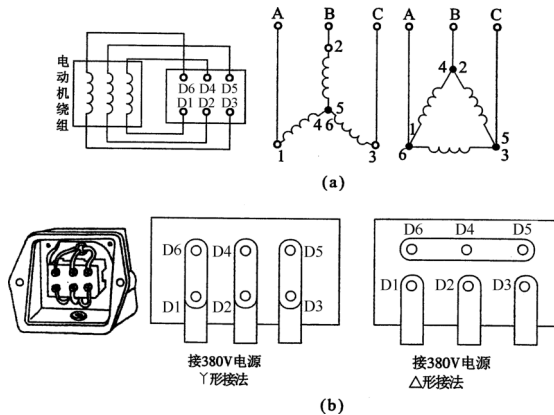 电动机绕组
D6 D4 D5
D1 D2 D3
A B C
2
5
4 6
1 3
A B C
4 2
1 5
6 3
(a)
D6 D4 D5
D1 D2 D3
接380V电源
Y形接法
D6 D4 D5
D1 D2 D3
接380V电源
△形接法
(b)